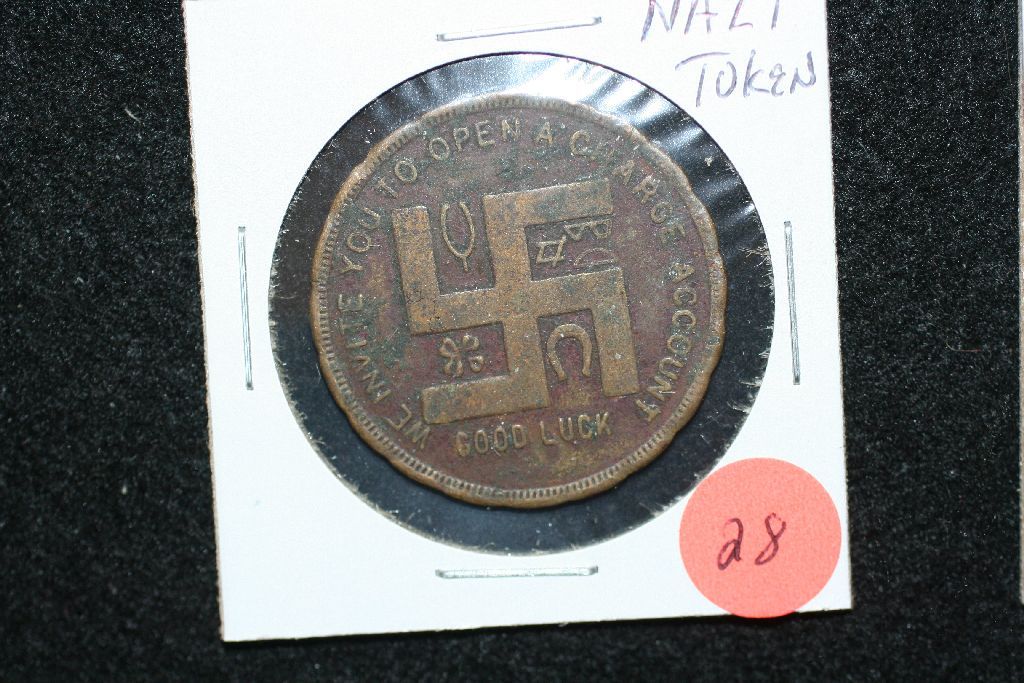 NAZI
TOKEN
WE INVITE YOU TO OPEN A CHARGE ACCOUNT
GOOD LUCK
28